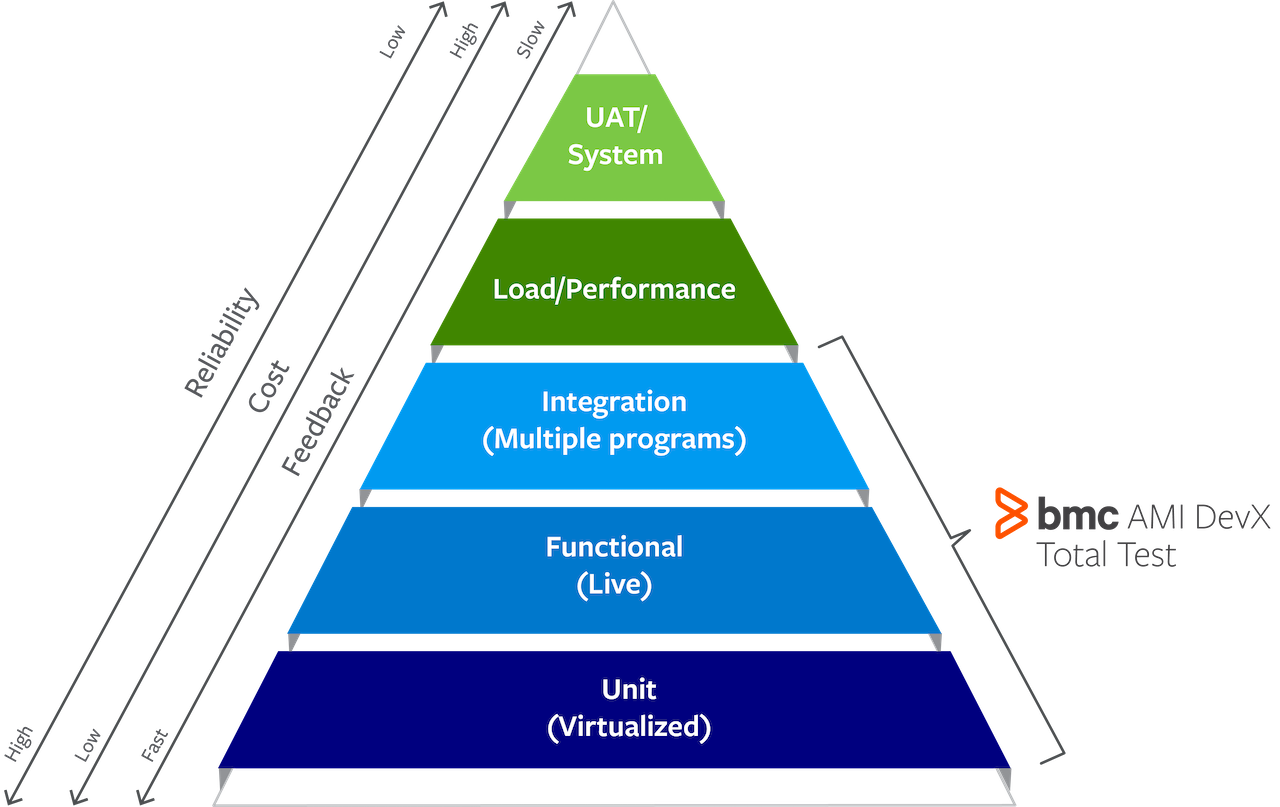 Low
High
Slow
UAT/
System
Load/Performance
Reliability
Cost
Feedback
Integration
(Multiple programs)
bmc AMI DevX
Total Test
Functional
(Live)
Unit
(Virtualized)
High
Low
Fast